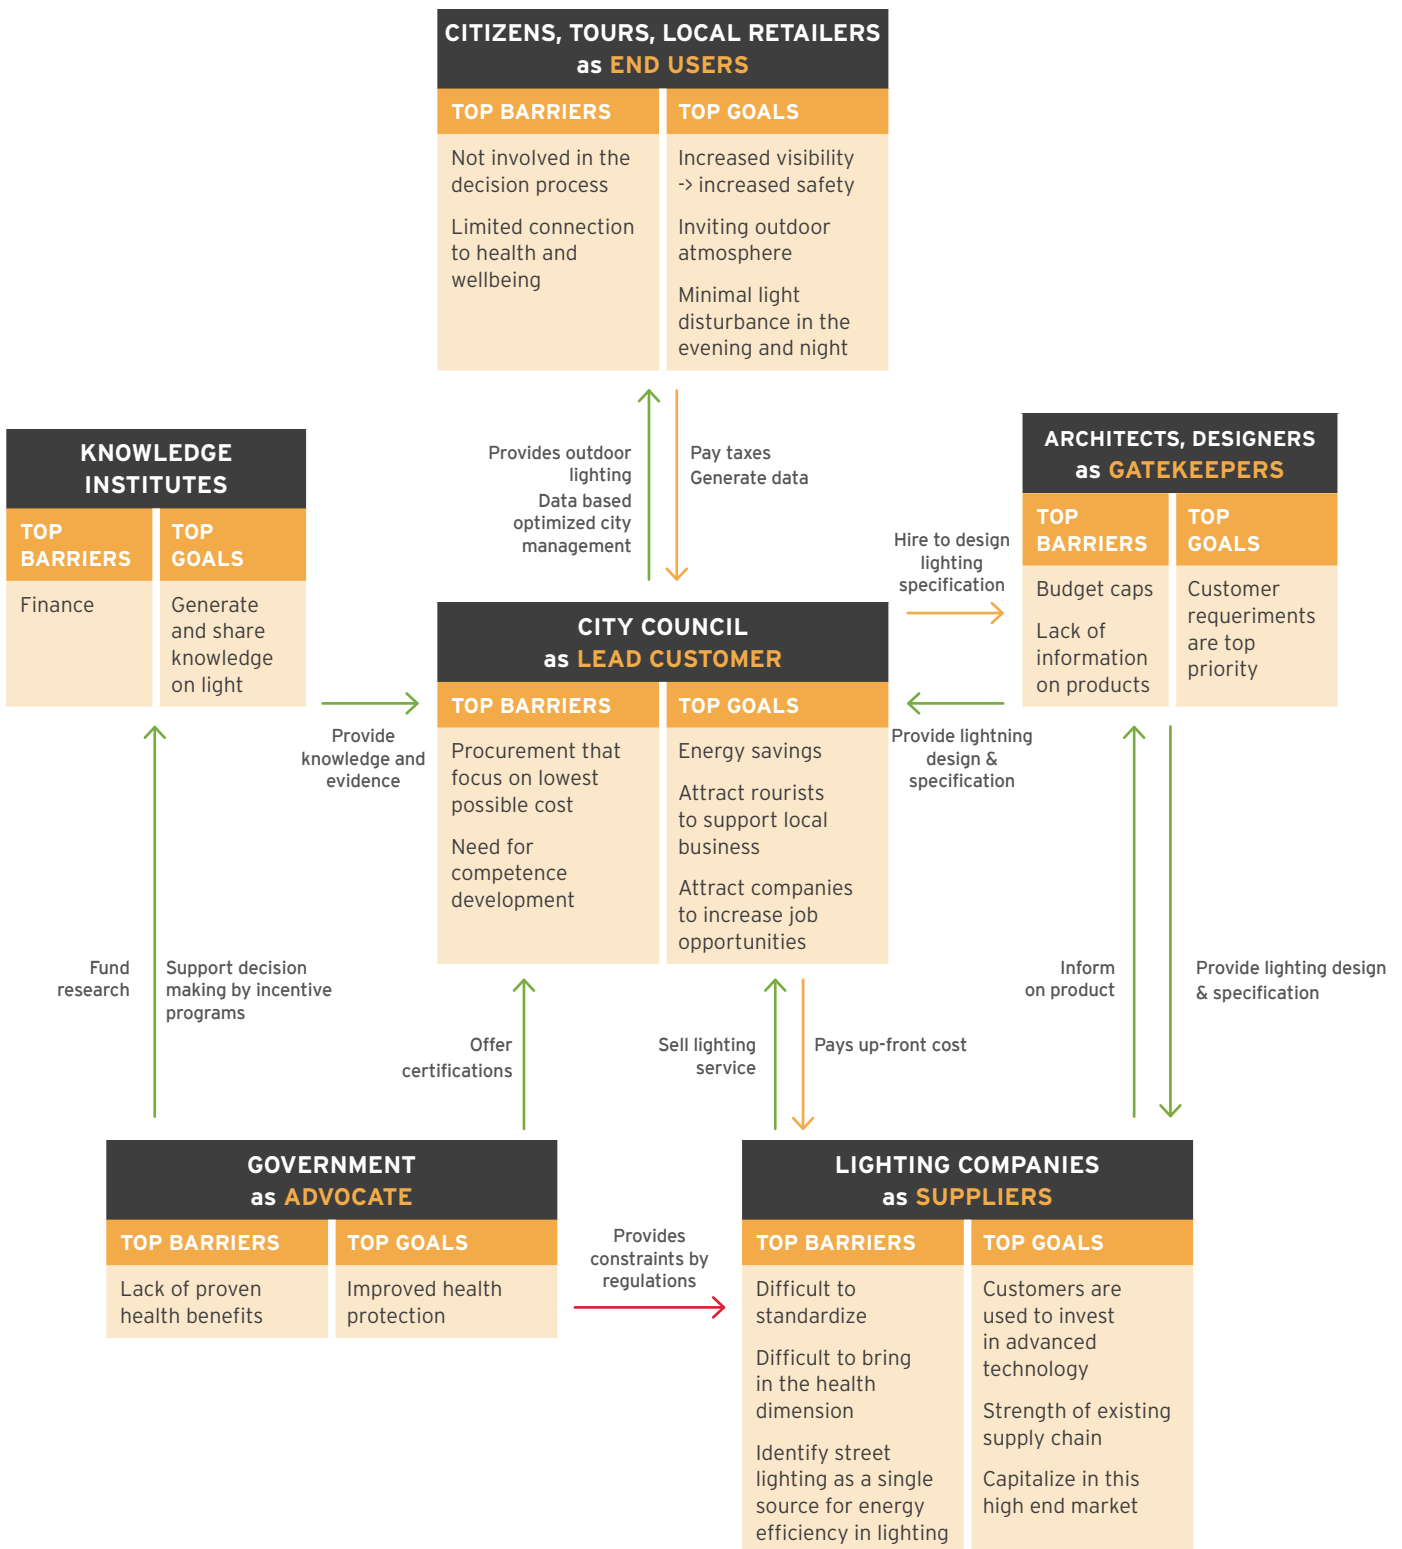 CITIZENS, TOURS, LOCAL RETAILERS
as END USERS
TOP BARRIERS
Not involved in the
decision process
Limited connection
to health and
wellbeing
TOP GOALS
Increased visibility
-> increased safety
Inviting outdoor
atmosphere
Minimal light
disturbance in the
evening and night
Provides outdoor
lighting
Data based
optimized city
management
Pay taxes
Generate data
KNOWLEDGE
INSTITUTES
TOP
BARRIERS
Finance
TOP
GOALS
Generate
and share
knowledge
on light
Provide
knowledge and
evidence
CITY COUNCIL
as LEAD CUSTOMER
TOP BARRIERS
Procurement that
focus on lowest
possible cost
Need for
competence
development
TOP GOALS
Energy savings
Attract rourists
to support local
business
Attract companies
to increase job
opportunities
Hire to design
lighting
specification
Provide lightning
design &
specification
ARCHITECTS, DESIGNERS
as GATEKEEPERS
TOP
BARRIERS
Budget caps
Lack of
information
on products
TOP
GOALS
Customer
requeriments
are top
priority
Fund
research
Support decision
making by incentive
programs
Offer
certifications
Sell lighting
service
Pays up-front cost
Inform
on product
Provide lighting design
& specification
GOVERNMENT
as ADVOCATE
TOP BARRIERS
Lack of proven
health benefits
TOP GOALS
Improved health
protection
Provides
constraints by
regulations
LIGHTING COMPANIES
as SUPPLIERS
TOP BARRIERS
Difficult to
standardize
Difficult to bring
in the health
dimension
Identify street
lighting as a single
source for energy
efficiency in lighting
TOP GOALS
Customers are
used to invest
in advanced
technology
Strength of existing
supply chain
Capitalize in this
high end market